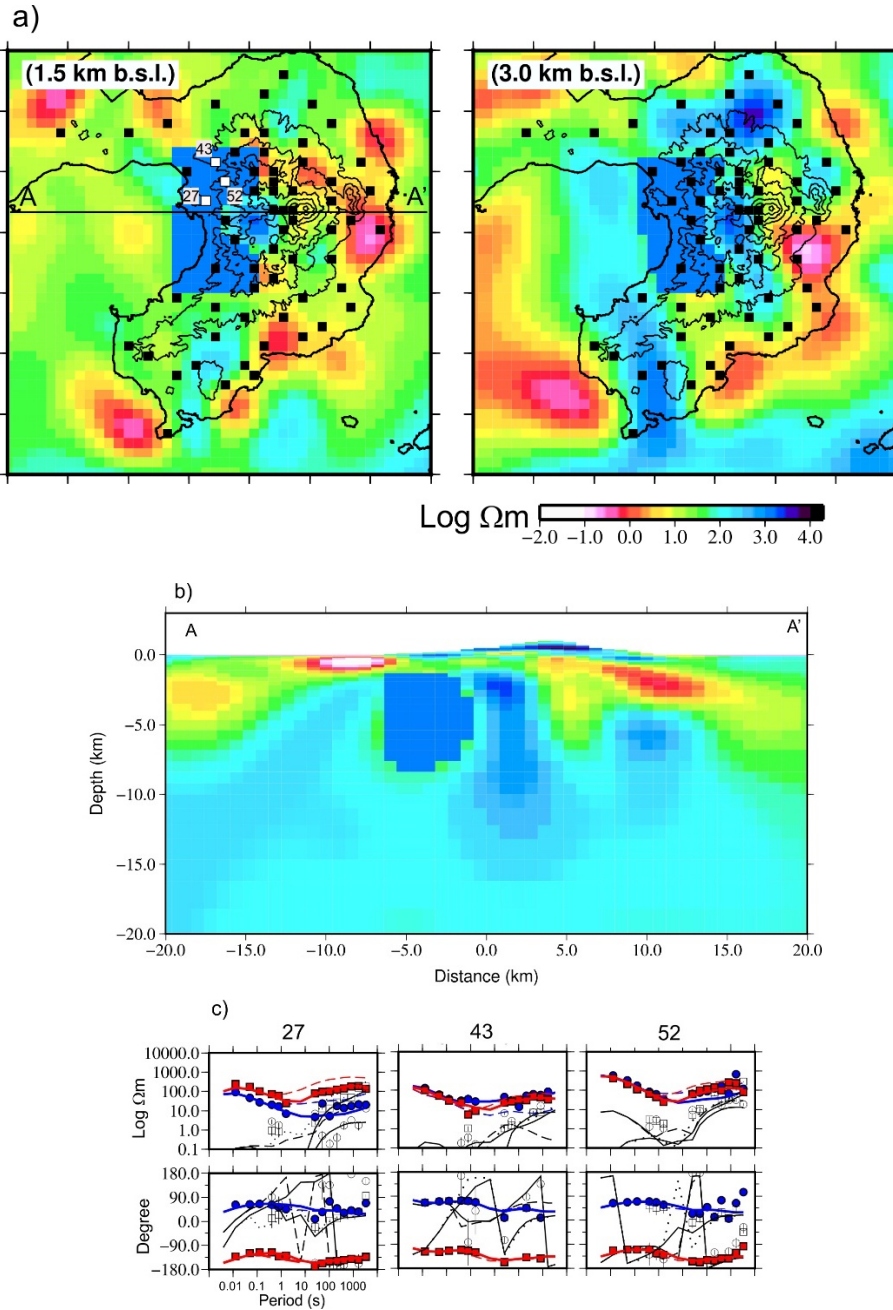 a)
(1.5 km b.s.l.)
(3.0 km b.s.l.)
43
27 52
A A'
Log Ωm
−2.0 −1.0 0.0 1.0 2.0 3.0 4.0
b)
A A'
0.0
−5.0
−10.0
−15.0
−20.0
Depth (km)
−20.0 −15.0 −10.0 −5.0 0.0 5.0 10.0 15.0 20.0
Distance (km)
c)
27 43 52
10000.0
1000.0
100.0
10.0
1.0
0.1
Log Ωm
180.0
90.0
0.0
−90.0
−180.0
Degree
0.01 0.1 1 10 100 1000
Period (s)